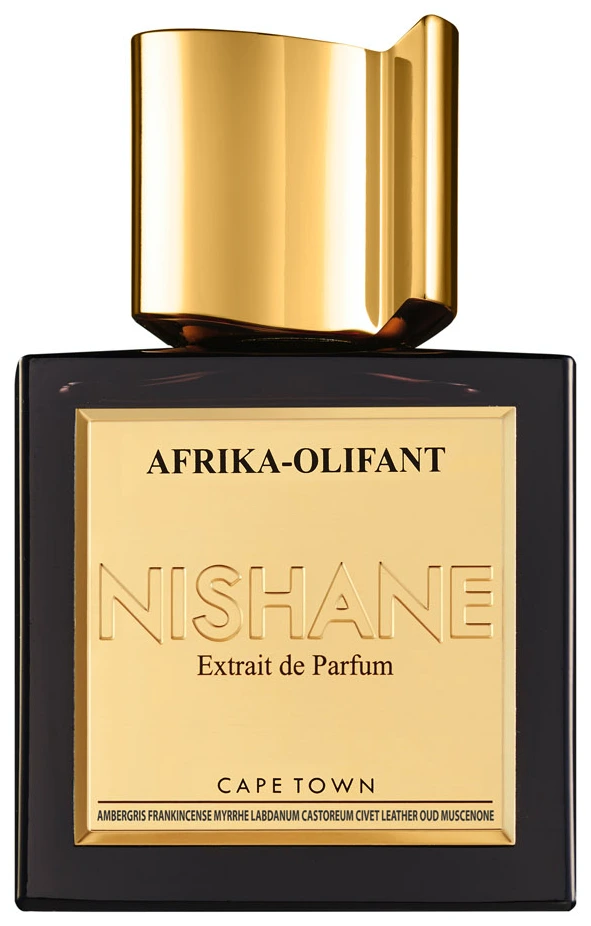 AFRIKA-OLIFANT
NISHANE
Extrait de Parfum
CAPE TOWN
AMBERGRIS FRANKINCENSE MYRRHE LABDANUM CASTOREUM CIVET LEATHER OUD MUSCENONE